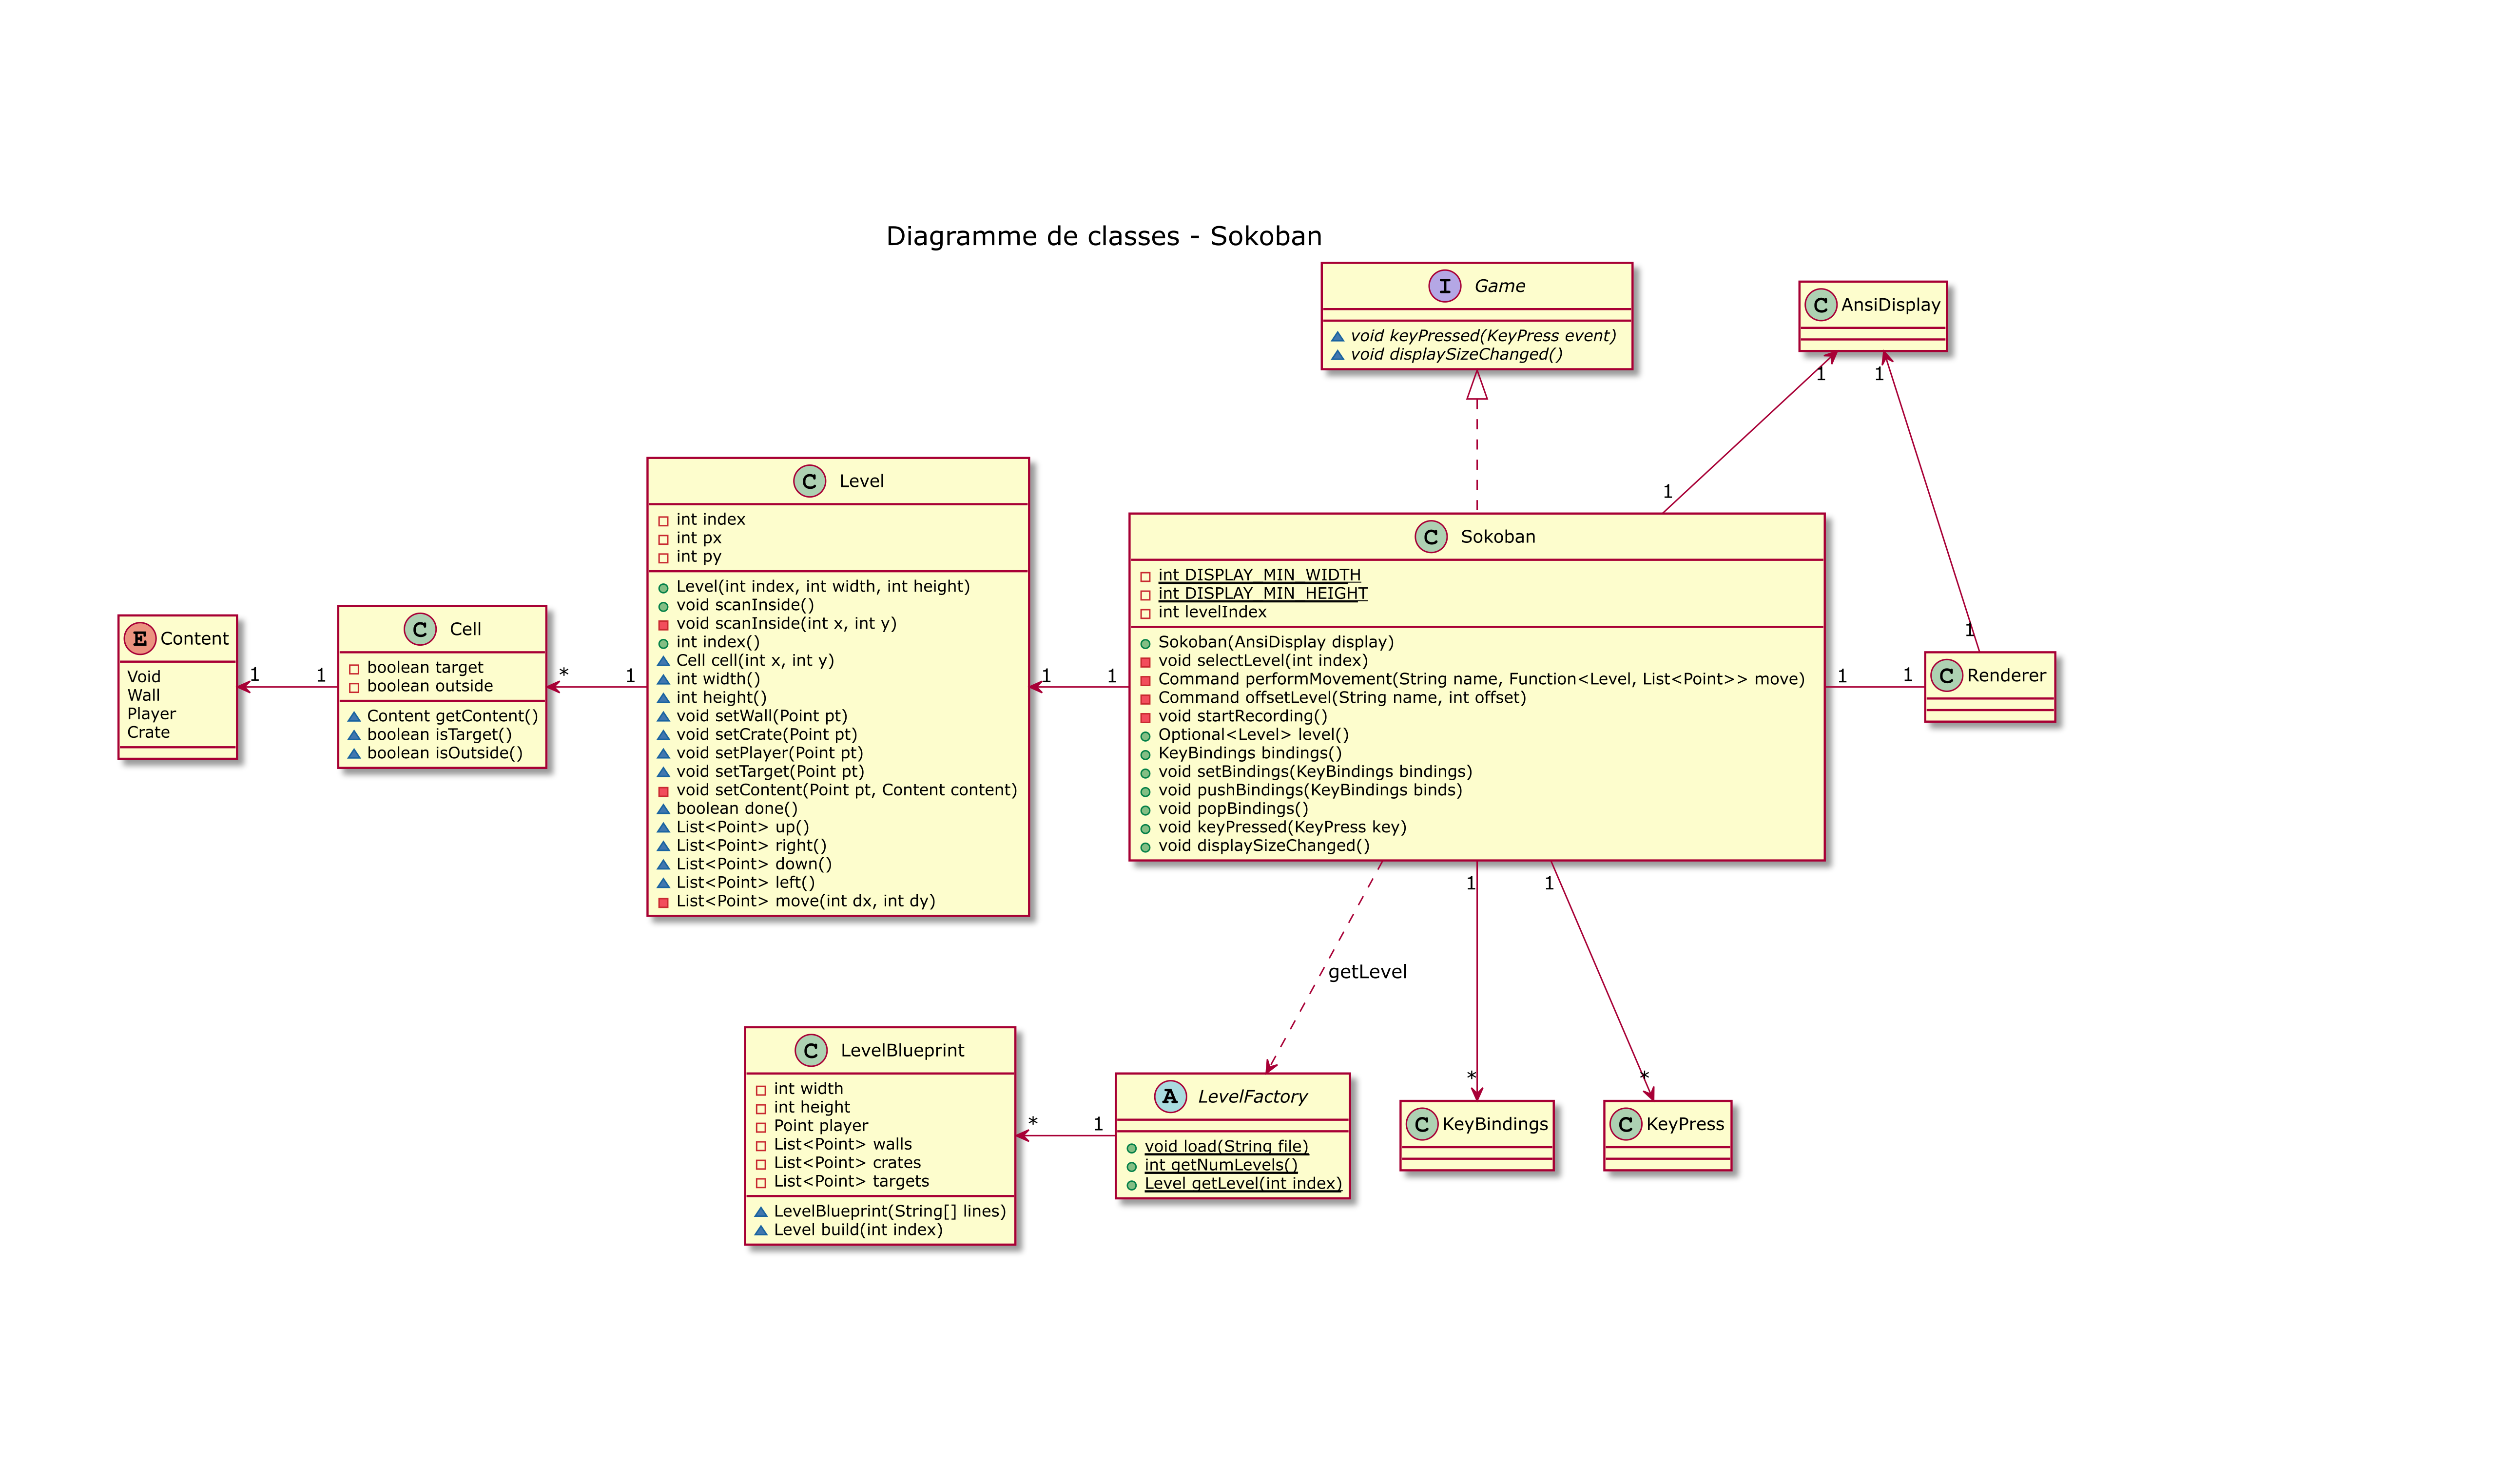 Diagramme de classes - Sokoban
I Game
void keyPressed(KeyPress event)
void displaySizeChanged()
C AnsiDisplay
1
1
1
1
C Level
int index
int px
int py
Level(int index, int width, int height)
void scanInside()
void scanInside(int x, int y)
int index()
Cell cell(int x, int y)
int width()
int height()
void setWall(Point pt)
void setCrate(Point pt)
void setPlayer(Point pt)
void setTarget(Point pt)
void setContent(Point pt, Content content)
boolean done()
List<Point> up()
List<Point> right()
List<Point> down()
List<Point> left()
List<Point> move(int dx, int dy)
C Sokoban
int DISPLAY_MIN_WIDTH
int DISPLAY_MIN_HEIGHT
int levelIndex
Sokoban(AnsiDisplay display)
void selectLevel(int index)
Command performMovement(String name, Function<Level, List<Point>> move)
Command offsetLevel(String name, int offset)
void startRecording()
Optional<Level> level()
KeyBindings bindings()
void setBindings(KeyBindings bindings)
void pushBindings(KeyBindings binds)
void popBindings()
void keyPressed(KeyPress key)
void displaySizeChanged()
E Content
Void
Wall
Player
Crate
1
1
C Cell
boolean target
boolean outside
Content getContent()
boolean isTarget()
boolean isOutside()
*
1
1
1
1
1
C Renderer
1
1
getLevel
*
*
C LevelBlueprint
int width
int height
Point player
List<Point> walls
List<Point> crates
List<Point> targets
LevelBlueprint(String[] lines)
Level build(int index)
*
1
A LevelFactory
void load(String file)
int getNumLevels()
Level getLevel(int index)
C KeyBindings
C KeyPress